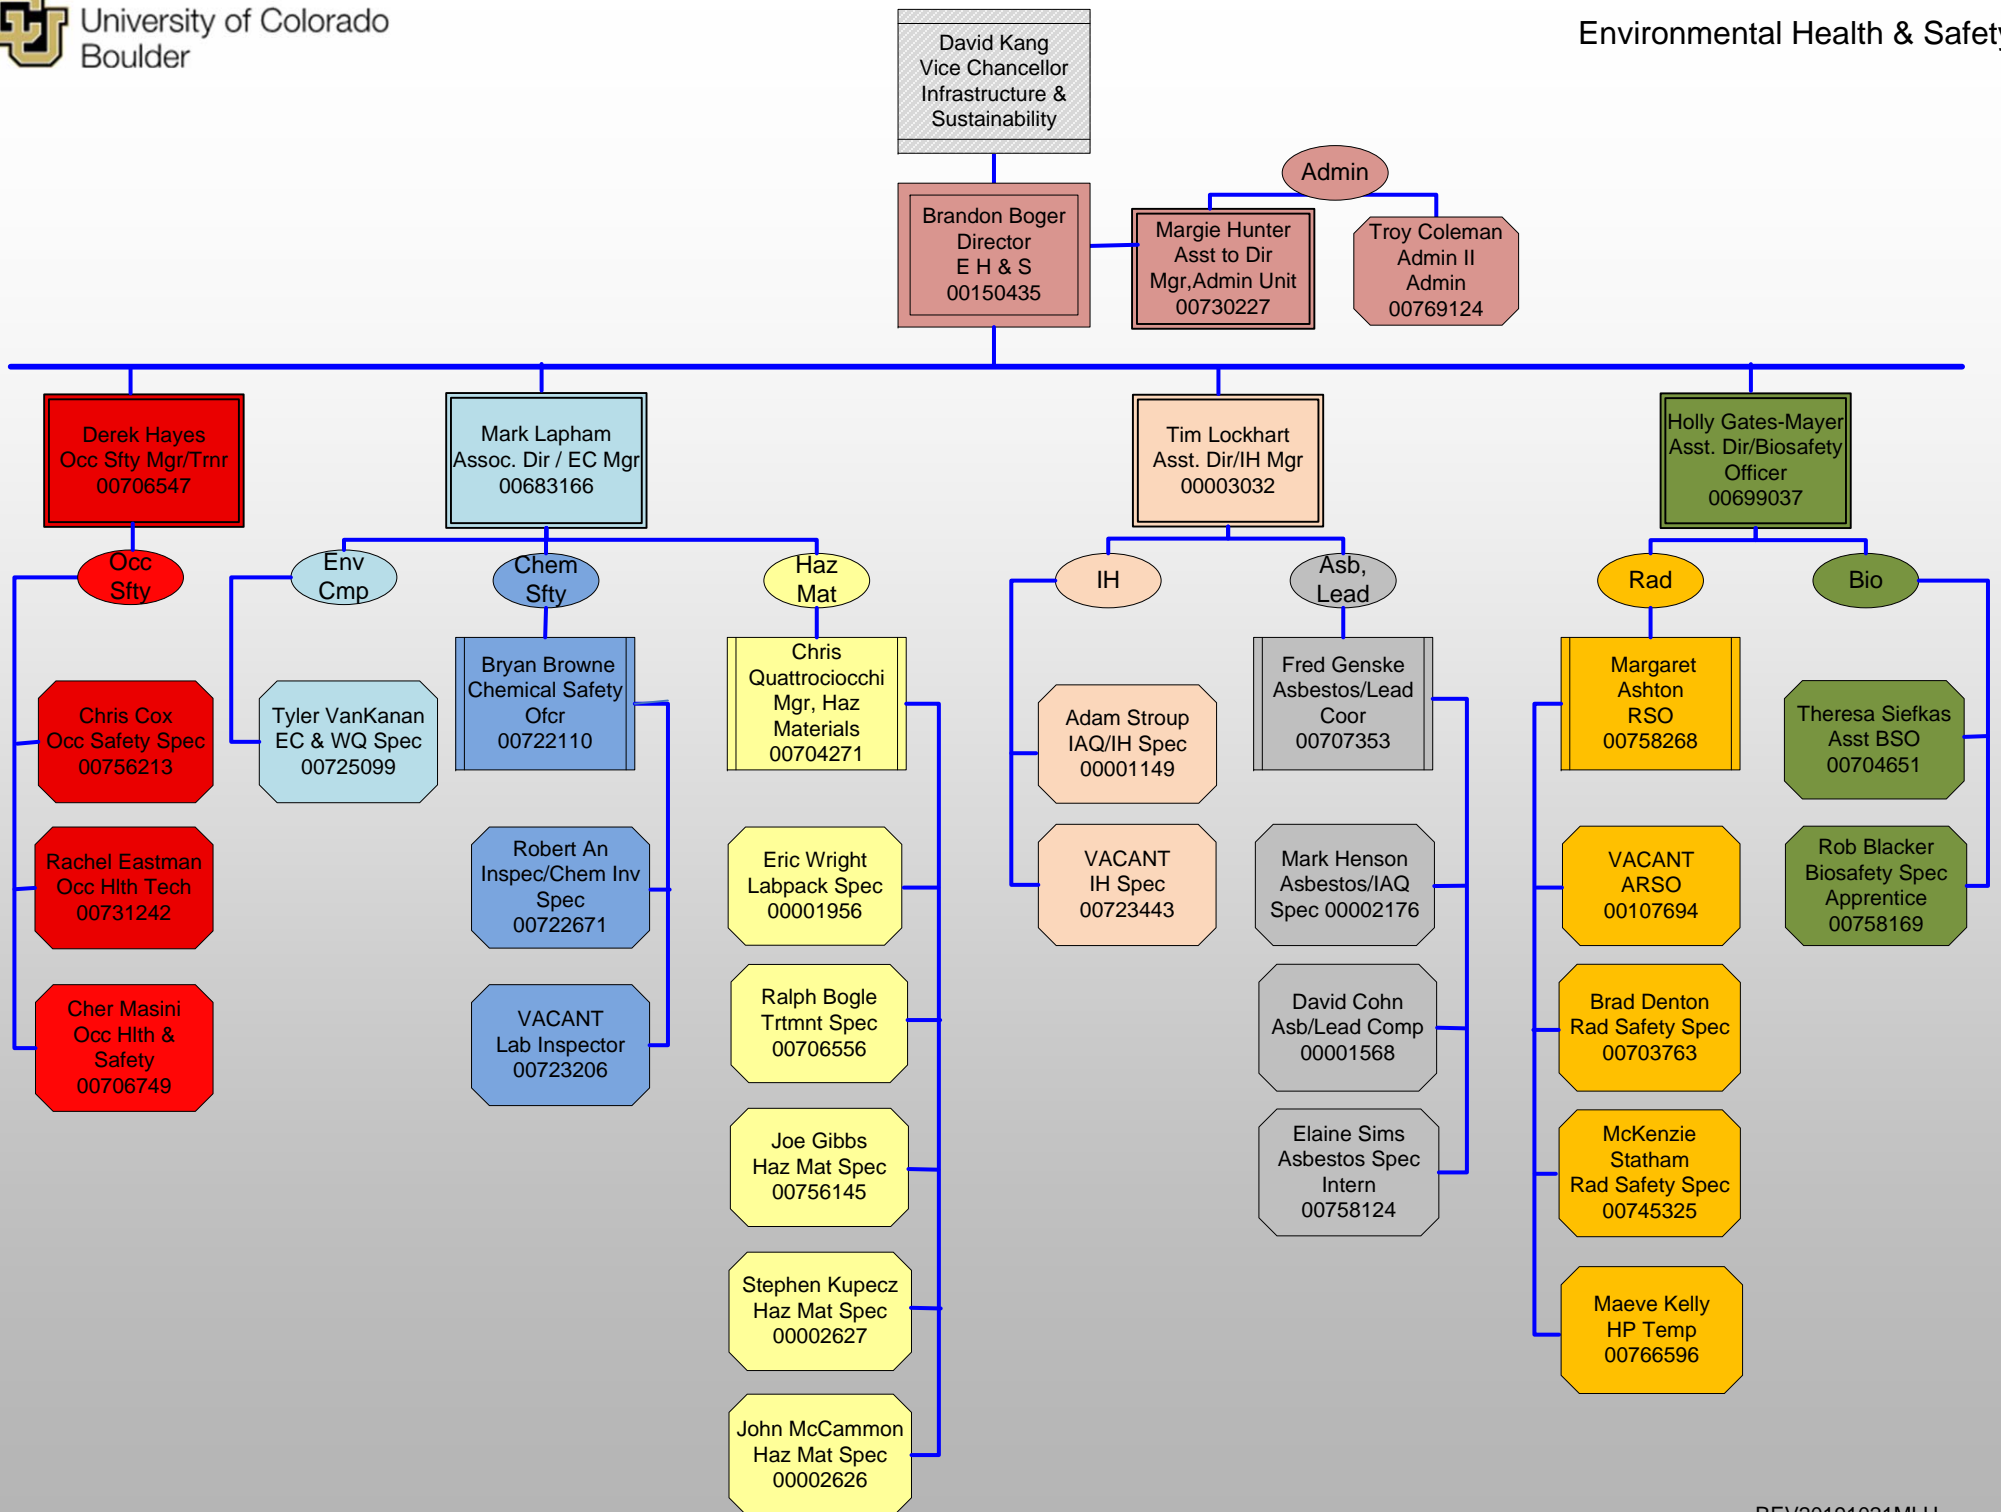 University of Colorado
Boulder
Environmental Health & Safety
David Kang
Vice Chancellor
Infrastructure &
Sustainability
Admin
Brandon Boger
Director
E H & S
00150435
Margie Hunter
Asst to Dir
Mgr,Admin Unit
00730227
Troy Coleman
Admin II
Admin
00769124
Derek Hayes
Occ Sfty Mgr/Trnr
00706547
Mark Lapham
Assoc. Dir / EC Mgr
00683166
Tim Lockhart
Asst. Dir/IH Mgr
00003032
Holly Gates-Mayer
Asst. Dir/Biosafety
Officer
00699037
Occ
Sfty
Env
Cmp
Chem
Sfty
Haz
Mat
IH
Asb,
Lead
Rad
Bio
Chris Cox
Occ Safety Spec
00756213
Rachel Eastman
Occ Hlth Tech
00731242
Cher Masini
Occ Hlth &
Safety
00706749
Tyler VanKanan
EC & WQ Spec
00725099
Bryan Browne
Chemical Safety
Ofcr
00722110
Robert An
Inspec/Chem Inv
Spec
00722671
VACANT
Lab Inspector
00723206
Chris
Quattrociocchi
Mgr, Haz
Materials
00704271
Eric Wright
Labpack Spec
00001956
Ralph Bogle
Trtmnt Spec
00706556
Joe Gibbs
Haz Mat Spec
00756145
Stephen Kupecz
Haz Mat Spec
00002627
John McCammon
Haz Mat Spec
00002626
Adam Stroup
IAQ/IH Spec
00001149
VACANT
IH Spec
00723443
Fred Genske
Asbestos/Lead
Coor
00707353
Mark Henson
Asbestos/IAQ
Spec 00002176
David Cohn
Asb/Lead Comp
00001568
Elaine Sims
Asbestos Spec
Intern
00758124
Margaret
Ashton
RSO
00758268
VACANT
ARSO
00107694
Brad Denton
Rad Safety Spec
00703763
McKenzie
Statham
Rad Safety Spec
00745325
Maeve Kelly
HP Temp
00766596
Theresa Siefkas
Asst BSO
00704651
Rob Blacker
Biosafety Spec
Apprentice
00758169